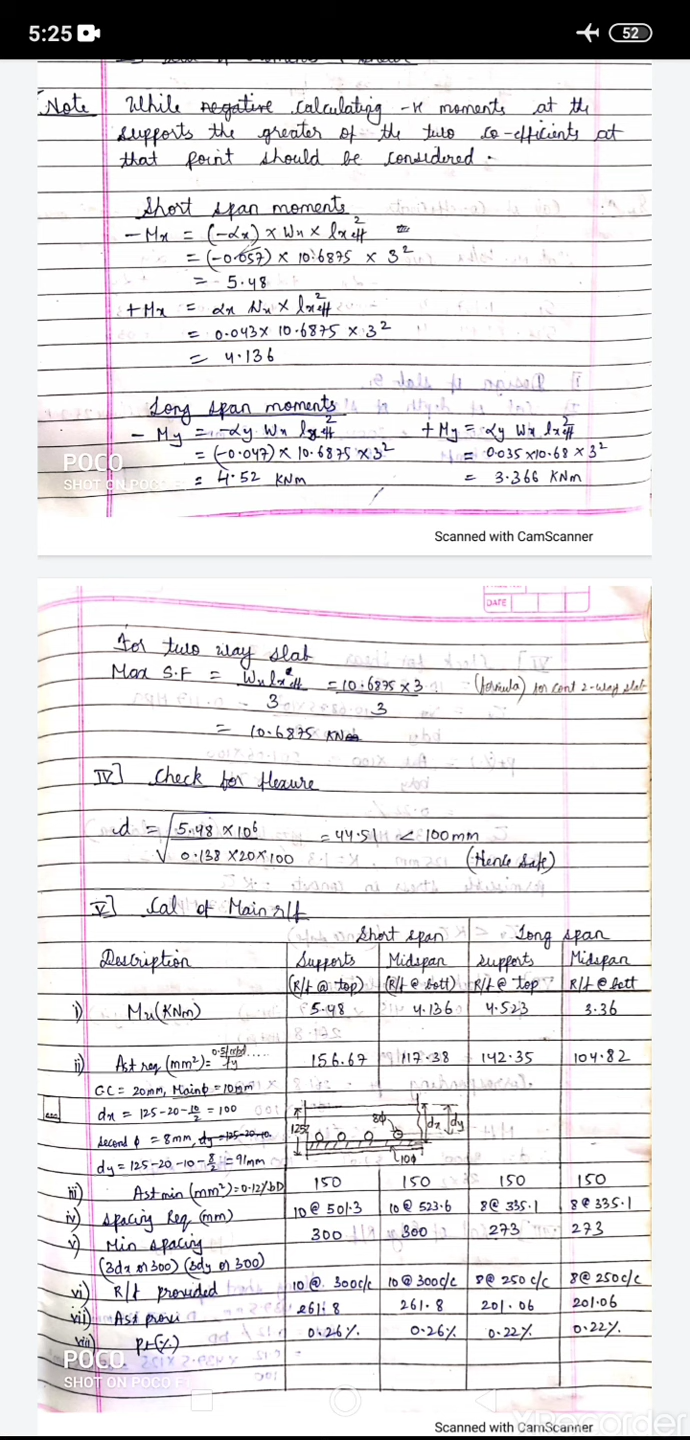 5:25
52
Note While negative calculating -ve moments at the
supports the greater of the two co-efficients at
that point should be considered.
Short span moments
- Mx = (-αx) × Wu × lx eff²
= (-0.057) × 10.6875 × 3²
= 5.48
+Mx = αx Wu × lx eff²
= 0.043 × 10.6875 × 3²
= 4.136
Long span moments
- My = -αy Wu lx eff² +My = αy Wu lx eff²
= (-0.047) × 10.6875 × 3² = 0.035 × 10.68 × 3²
= 4.52 KNm = 3.366 KNm
POCO
SHOT ON POCO
Scanned with CamScanner
DATE
For two way slab
Max S.F = Wu lx eff / 3 = 10.6875 × 3 / 3 (formula) for cont 2-way slab
= 10.6875 KN
IV] Check for flexure
d = √ 5.48 × 10⁶ / 0.138 × 20 × 100 = 44.51 < 100mm
(Hence Safe)
V] Cal of Main r/f
Description Short span Long span
Supports Midspan supports Midspan
(R/f @ top) (R/f @ bott) R/f @ top R/f @ bott
i) Mu (KNm) 5.48 4.136 4.523 3.36
ii) Ast req (mm²) = 156.67 117.38 142.35 104.82
CC = 20mm, Main ϕ = 10mm
dx = 125-20-10/2 = 100
second ϕ = 8mm, dy = 125-20-10.
dy = 125-20-10-8/2 = 91mm
125 8ϕ dx dy
10ϕ
iii) Ast min (mm²) = 0.12% bD 150 150 150 150
iv) Spacing Req (mm) 10 @ 501.3 10 @ 523.6 8 @ 335.1 8 @ 335.1
v) Min spacing 300 300 273 273
(3dx or 300) (3dy or 300)
vi) R/f provided 10 @ 300 c/c 10 @ 300 c/c 8 @ 250 c/c 8 @ 250 c/c
vii) Ast provi 261.8 261.8 201.06 201.06
viii) Pt (%) 0.26% 0.26% 0.22% 0.22%
POCO
SHOT ON POCO F1
XRecorder
Scanned with CamScanner